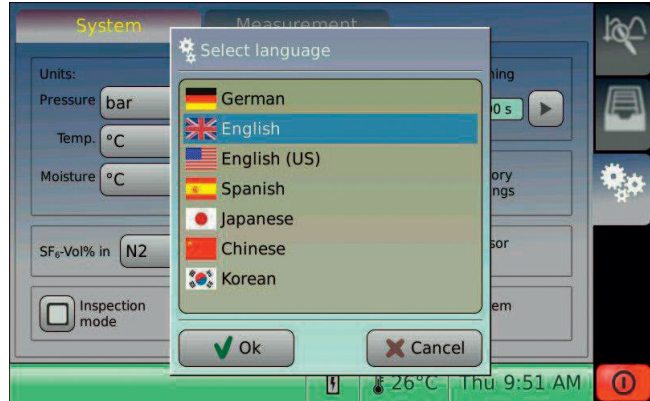 System
Measurement
Select language
Units:
Pressure bar
Temp. °C
Moisture °C
SF₆-Vol% in N2
Inspection
mode
German
English
English (US)
Spanish
Japanese
Chinese
Korean
Ok
Cancel
26°C
Thu 9:51 AM